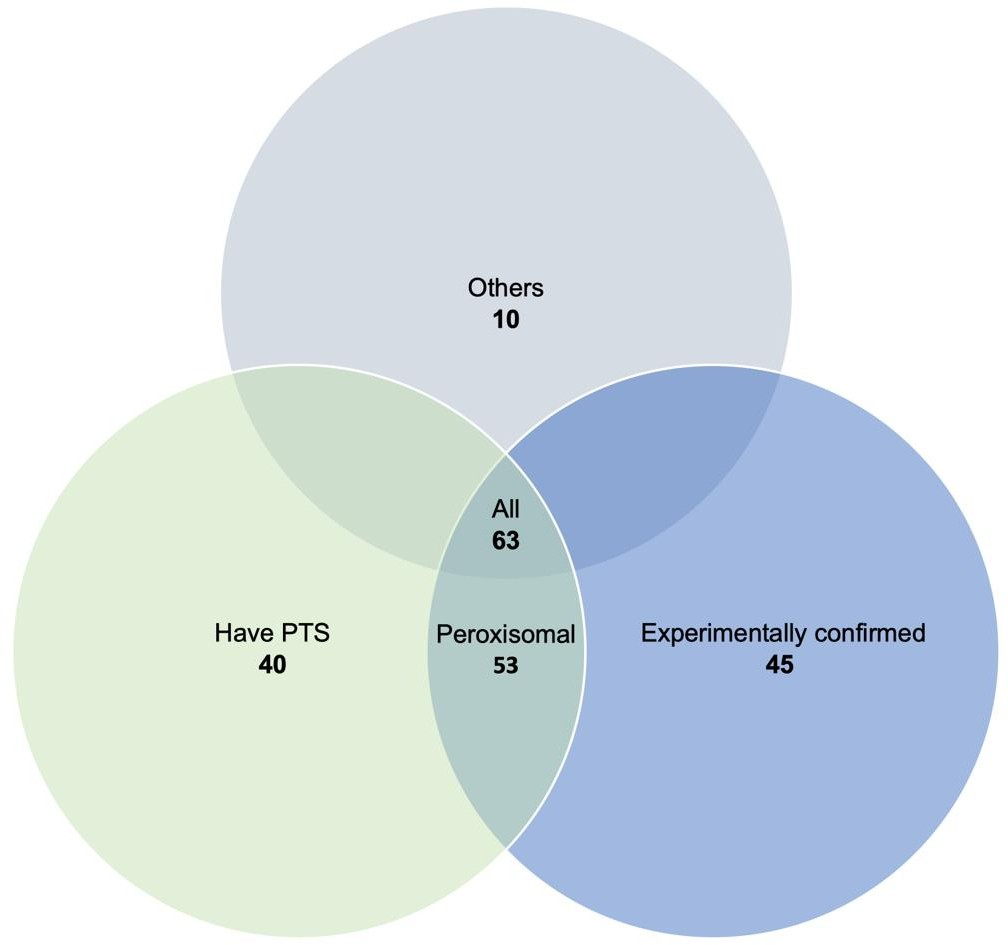 Others
10
All
63
Have PTS
40
Peroxisomal
53
Experimentally confirmed
45